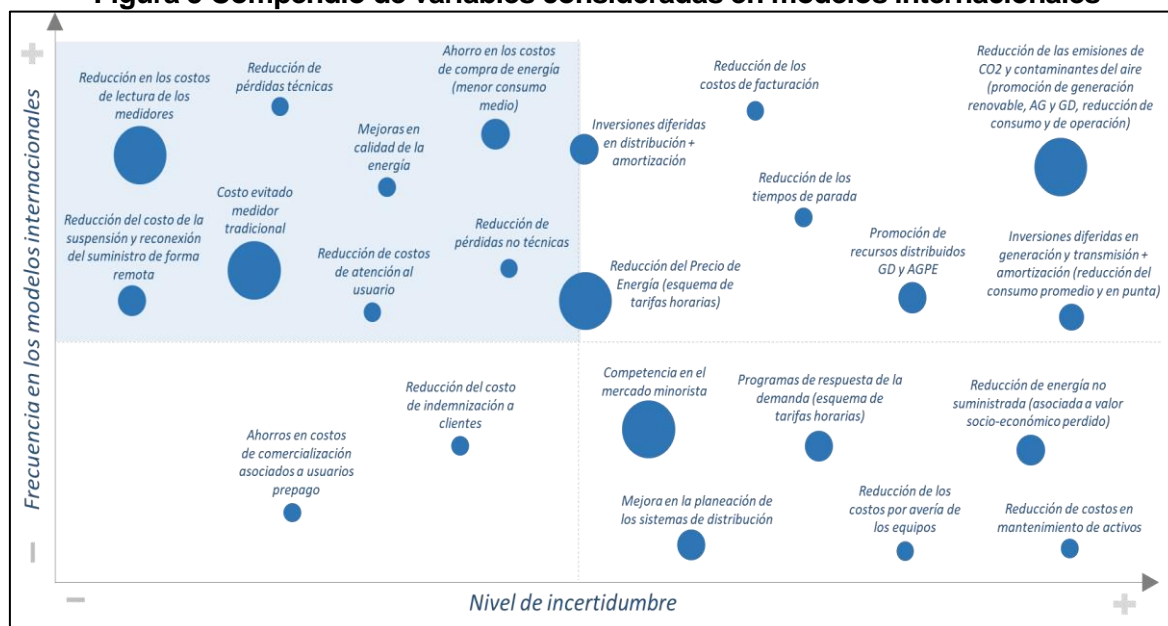 Figura 5 Compendio de variables consideradas en modelos internacionales
Frecuencia en los modelos internacionales
+
Reducción en los costos
de lectura de los
medidores
Reducción de
pérdidas técnicas
Ahorro en los costos
de compra de energía
(menor consumo
medio)
Mejoras en
calidad de la
energía
Inversiones diferidas
en distribución +
amortización
Reducción de los
costos de facturación
Reducción de las emisiones de
CO2 y contaminantes del aire
(promoción de generación
renovable, AG y GD, reducción de
consumo y de operación)
Reducción del costo de la
suspensión y reconexión
del suministro de forma
remota
Costo evitado
medidor
tradicional
Reducción de costos
de atención al
usuario
Reducción de
pérdidas no técnicas
Reducción del Precio de
Energía (esquema de
tarifas horarias)
Reducción de los
tiempos de parada
Promoción de
recursos distribuidos
GD y AGPE
Inversiones diferidas en
generación y transmisión +
amortización (reducción del
consumo promedio y en punta)
Ahorros en costos
de comercialización
asociados a usuarios
prepago
Reducción del costo
de indemnización a
clientes
Competencia en el
mercado minorista
Programas de respuesta de la
demanda (esquema de
tarifas horarias)
Reducción de energía no
suministrada (asociada a valor
socio-económico perdido)
Mejora en la planeación de
los sistemas de distribución
Reducción de los
costos por avería de
los equipos
Reducción de costos en
mantenimiento de activos
−
−
Nivel de incertidumbre
+